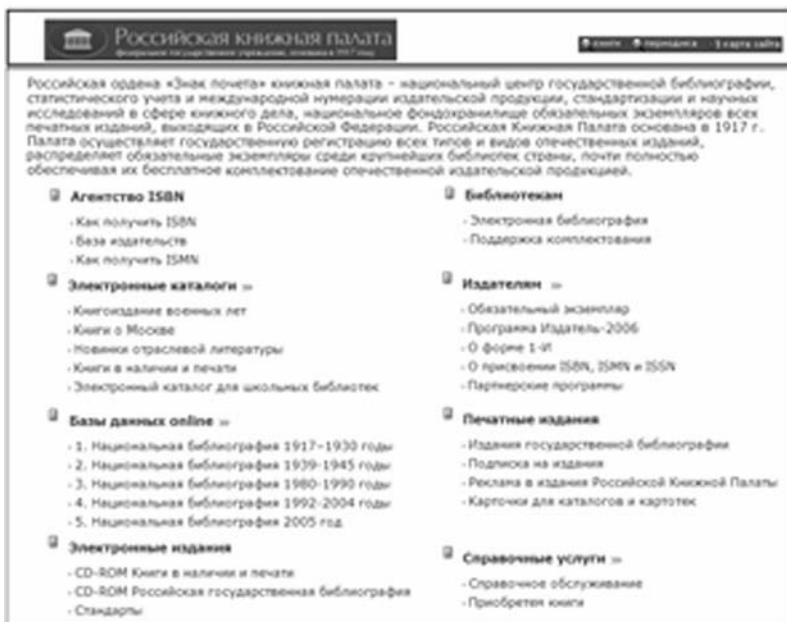 Российская книжная палата
федеральное государственное учреждение, основана в 1917 году
книги периодика карта сайта
Российская ордена «Знак почета» книжная палата – национальный центр государственной библиографии,
статистического учета и международной нумерации издательской продукции, стандартизации и научных
исследований в сфере книжного дела, национальное фондохранилище обязательных экземпляров всех
печатных изданий, выходящих в Российской Федерации. Российская Книжная Палата основана в 1917 г.
Палата осуществляет государственную регистрацию всех типов и видов отечественных изданий,
распределяет обязательные экземпляры среди крупнейших библиотек страны, почти полностью
обеспечивая их бесплатное комплектование отечественной издательской продукцией.
Агентство ISBN
- Как получить ISBN
- База издательств
- Как получить ISMN
Электронные каталоги »
- Книгоиздание военных лет
- Книги о Москве
- Новинки отраслевой литературы
- Книги в наличии и печати
- Электронный каталог для школьных библиотек
Базы данных online »
- 1. Национальная библиография 1917–1930 годы
- 2. Национальная библиография 1939-1945 годы
- 3. Национальная библиография 1980-1990 годы
- 4. Национальная библиография 1992-2004 годы
- 5. Национальная библиография 2005 год
Электронные издания
- CD-ROM Книги в наличии и печати
- CD-ROM Российская государственная библиография
- Стандарты
Библиотекам
- Электронная библиография
- Поддержка комплектования
Издателям »
- Обязательный экземпляр
- Программа Издатель-2006
- О форме 1-И
- О присвоении ISBN, ISMN и ISSN
- Партнерские программы
Печатные издания
- Издания государственной библиографии
- Подписка на издания
- Реклама в издания Российской Книжной Палаты
- Карточки для каталогов и картотек
Справочные услуги »
- Справочное обслуживание
- Приобретем книги